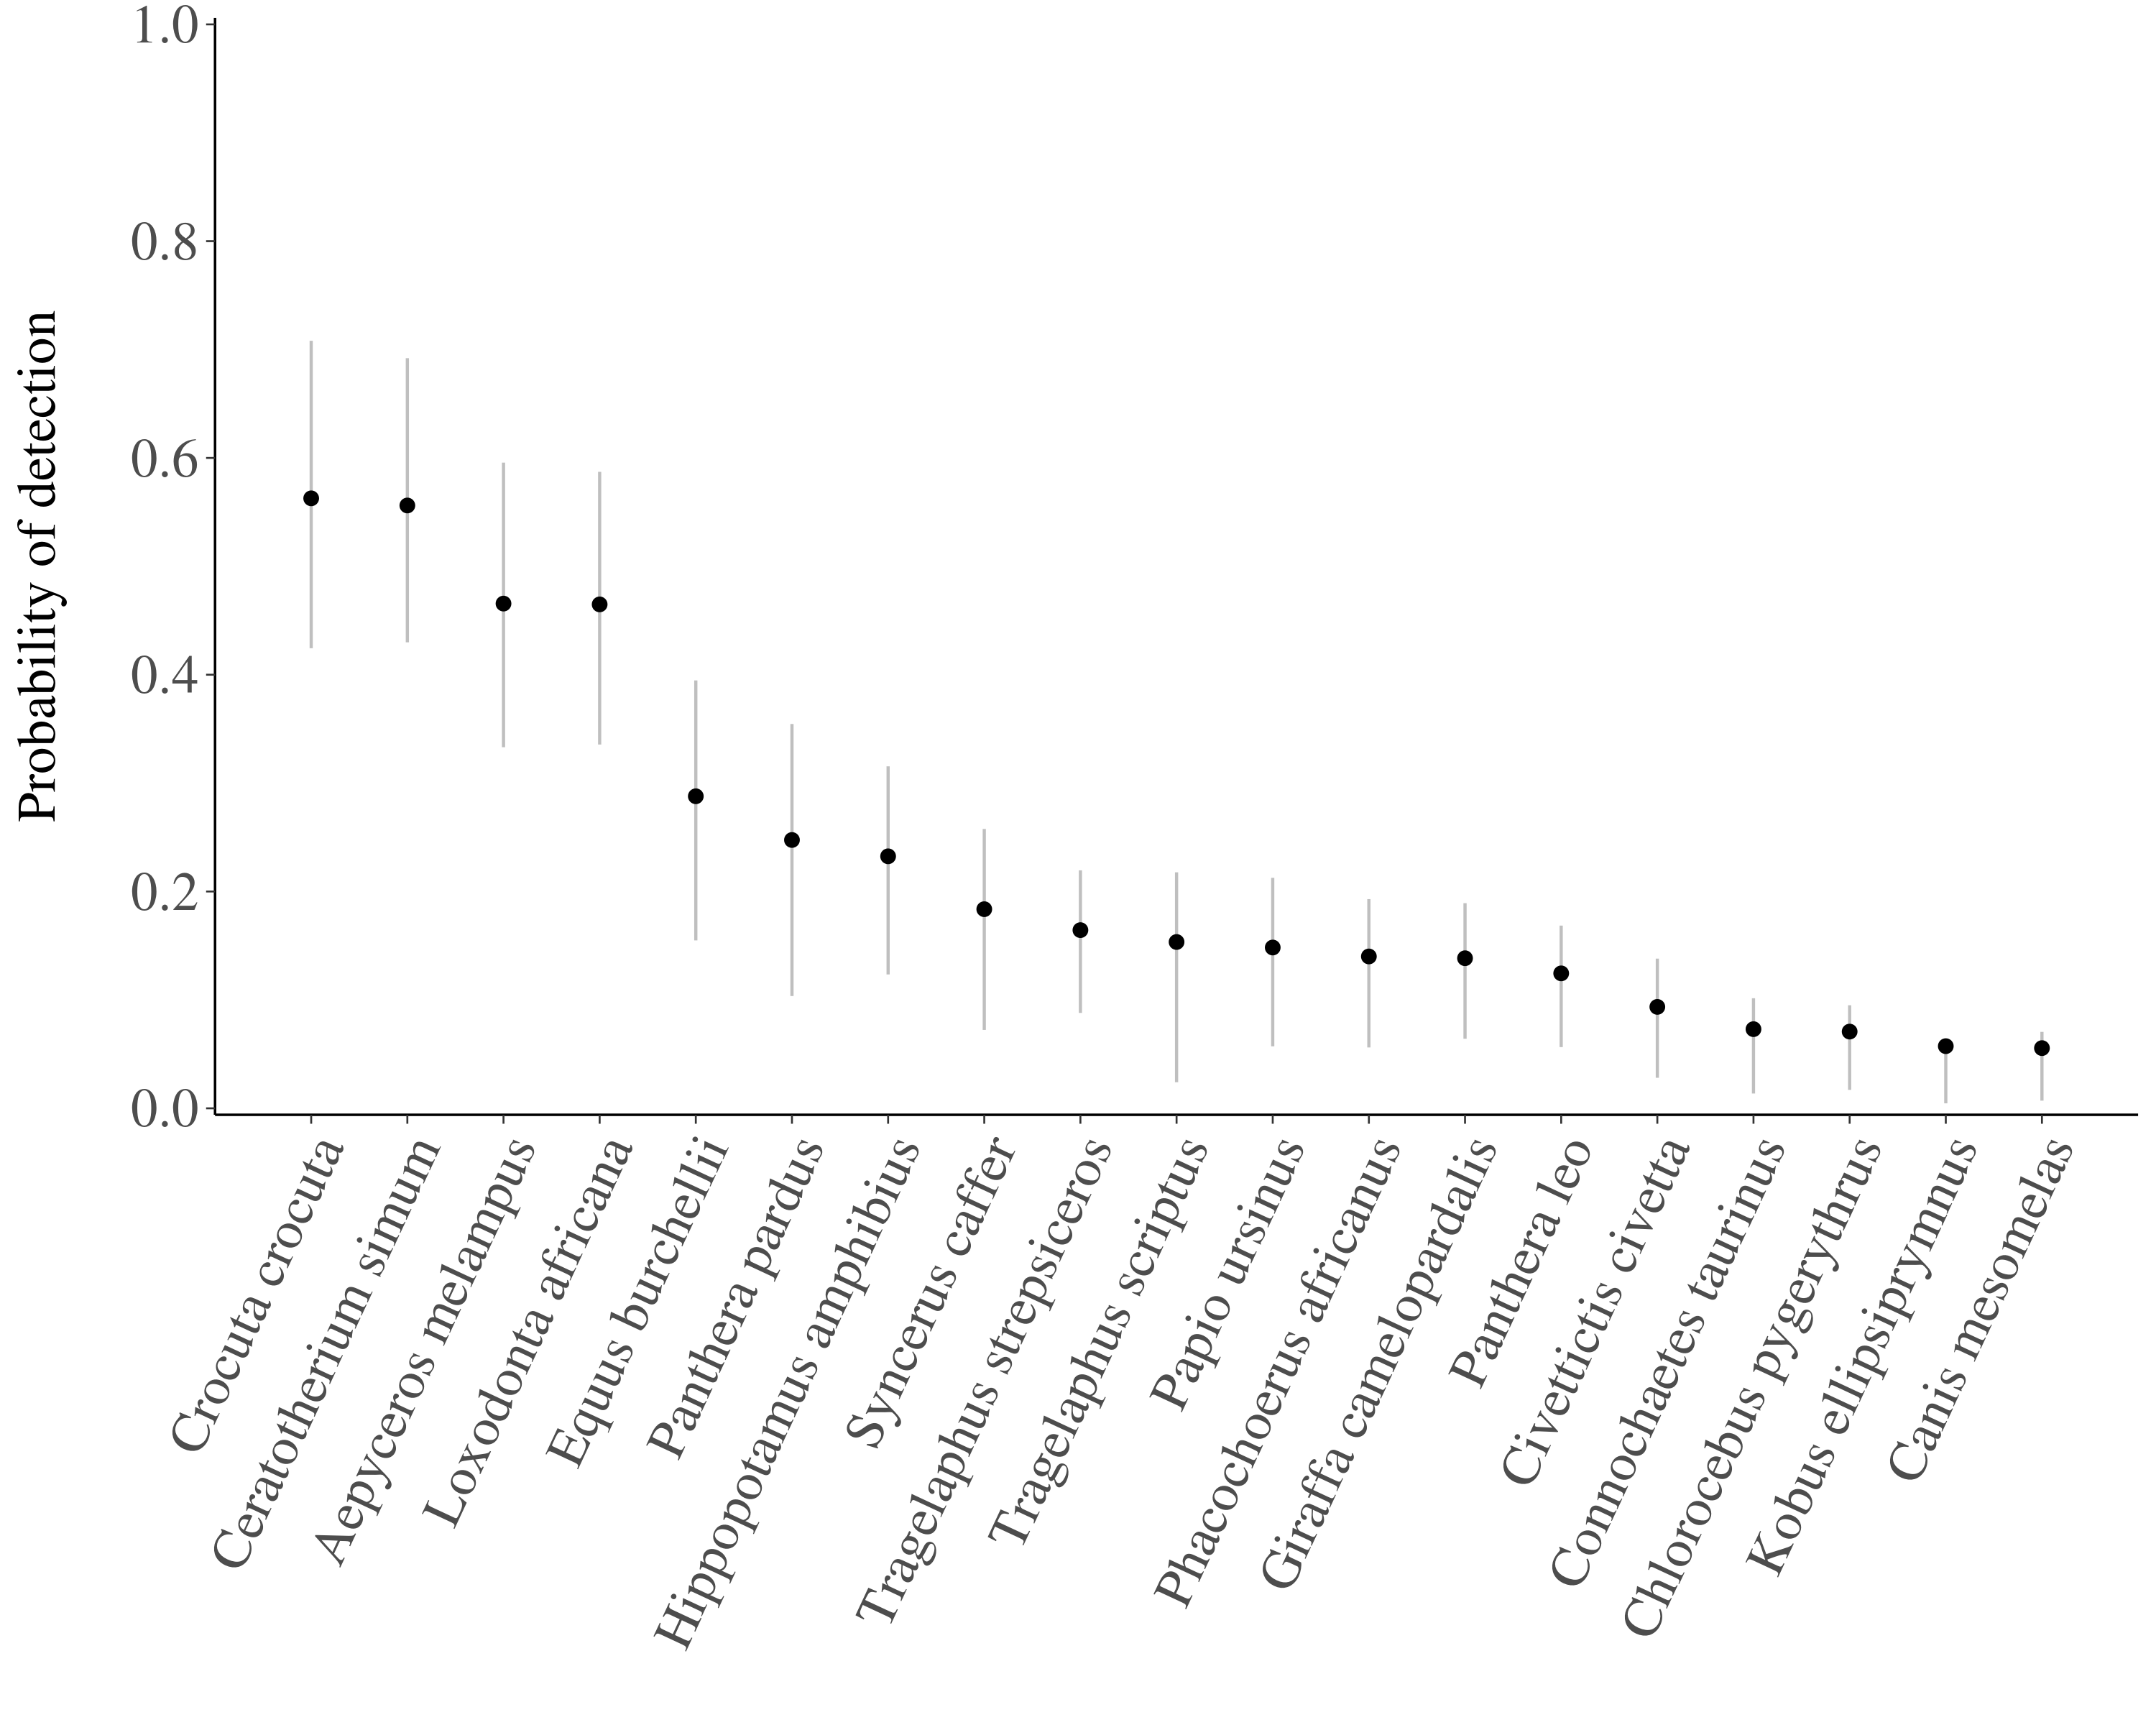 Probability of detection
1.0
0.8
0.6
0.4
0.2
0.0
Crocuta crocuta
Ceratotherium simum
Aepyceros melampus
Loxodonta africana
Equus burchellii
Panthera pardus
Hippopotamus amphibius
Syncerus caffer
Tragelaphus strepsiceros
Tragelaphus scriptus
Papio ursinus
Phacochoerus africanus
Giraffa camelopardalis
Panthera leo
Civettictis civetta
Connochaetes taurinus
Chlorocebus pygerythrus
Kobus ellipsiprymnus
Canis mesomelas